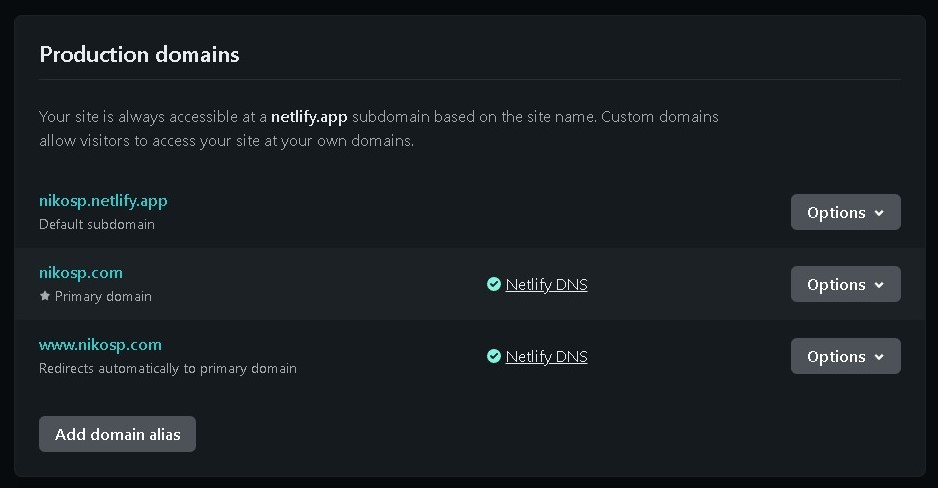 Production domains
Your site is always accessible at a netlify.app subdomain based on the site name. Custom domains
allow visitors to access your site at your own domains.
nikosp.netlify.app
Default subdomain
Options
nikosp.com
Primary domain
Netlify DNS
Options
www.nikosp.com
Redirects automatically to primary domain
Netlify DNS
Options
Add domain alias